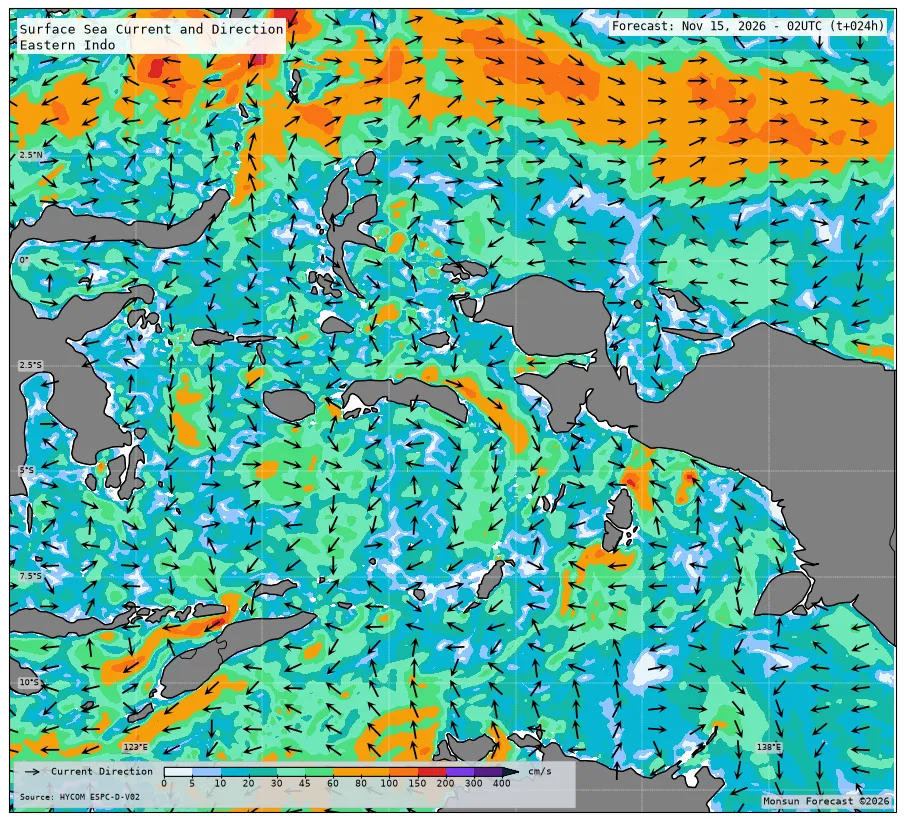 Surface Sea Current and Direction
Eastern Indo
Forecast: Nov 15, 2026 - 02UTC (t+024h)
2.5°N
0°
2.5°S
5°S
7.5°S
10°S
123°E
138°E
Current Direction
0 5 10 20 30 45 60 80 100 150 200 300 400
cm/s
Source: HYCOM ESPC-D-V02
Monsun Forecast ©2026